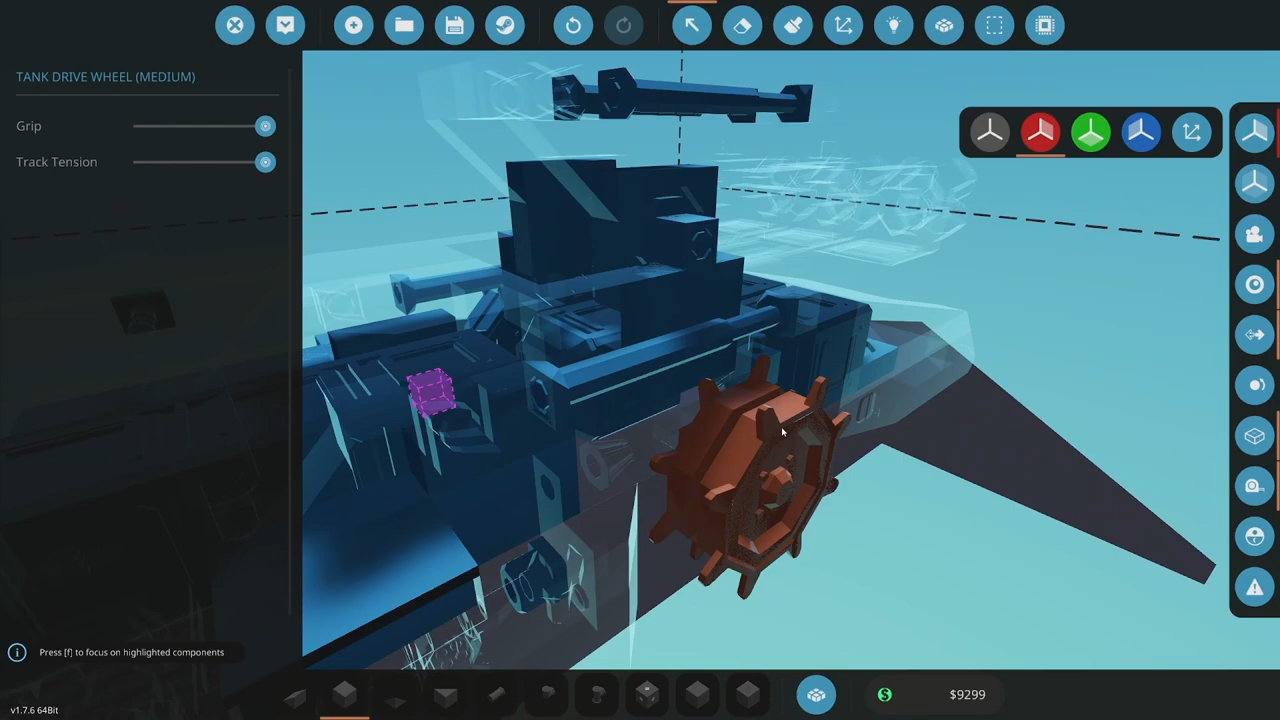 TANK DRIVE WHEEL (MEDIUM)
Grip
Track Tension
Press [f] to focus on highlighted components
$9299
v1.7.6 64Bit